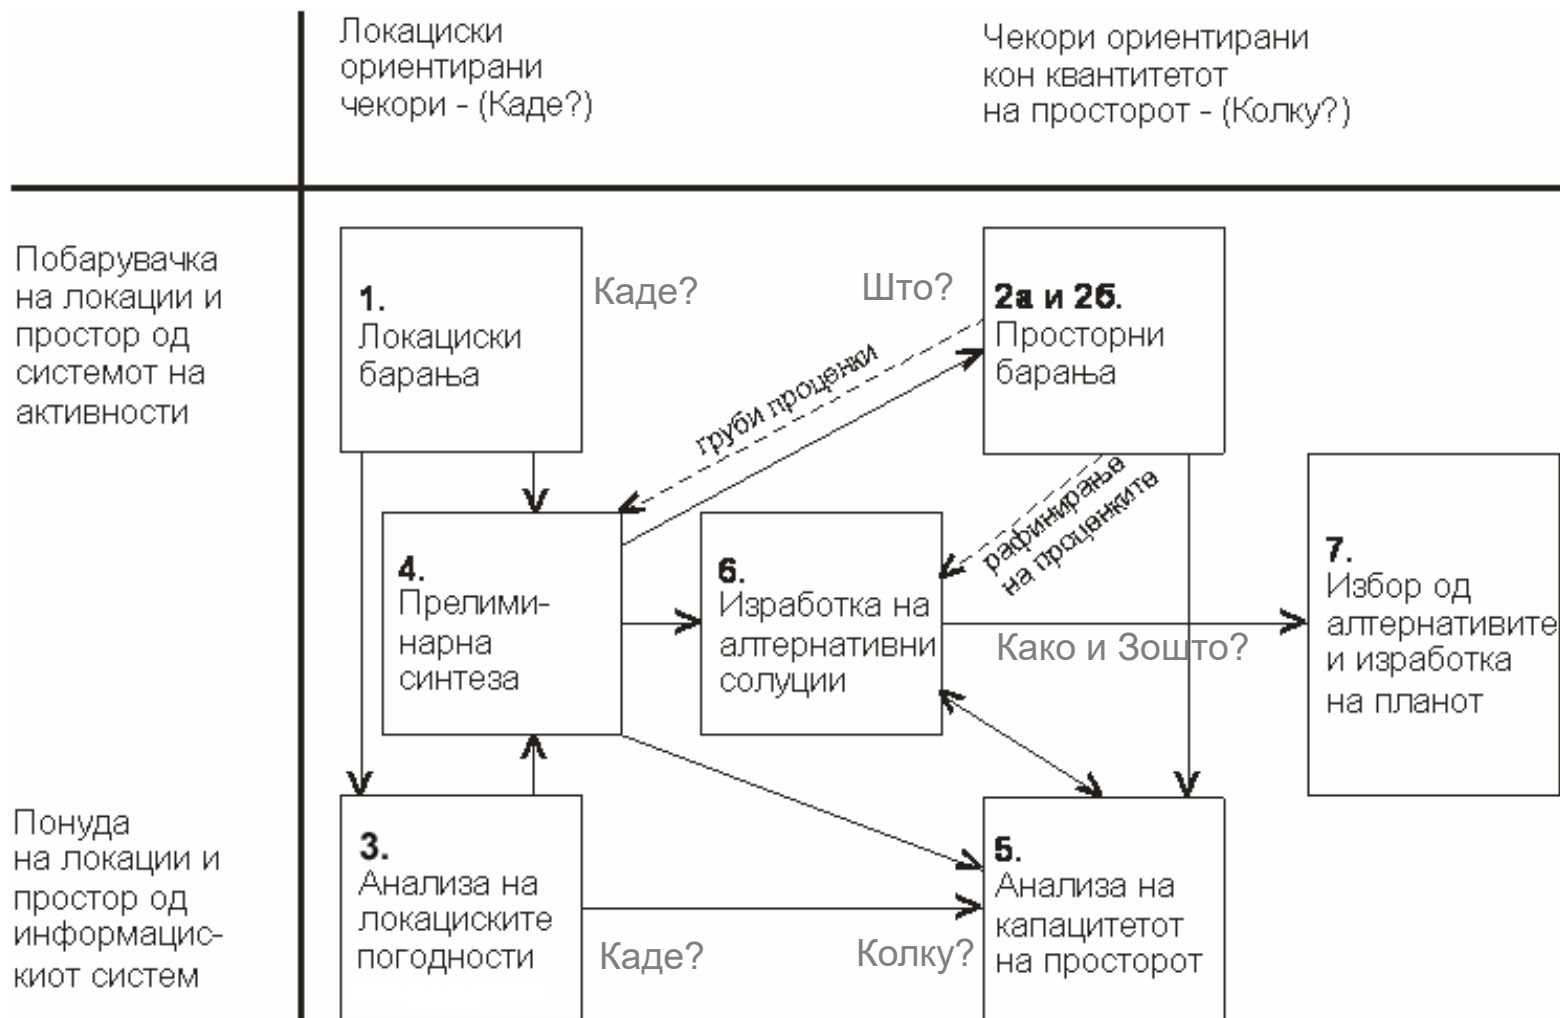 Локациски
ориентирани
чекори - (Каде?)
Чекори ориентирани
кон квантитетот
на просторот - (Колку?)
Побарувачка
на локации и
простор од
системот на
активности
1.
Локациски
барања
Каде?
Што?
2а и 2б.
Просторни
барања
груби проценки
рафинирање
на проценките
4.
Прелими-
нарна
синтеза
6.
Изработка на
алтернативни
солуции
Како и Зошто?
7.
Избор од
алтернативите
и изработка
на планот
Понуда
на локации и
простор од
информацис-
киот систем
3.
Анализа на
локациските
погодности
Каде?
Колку?
5.
Анализа на
капацитетот
на просторот